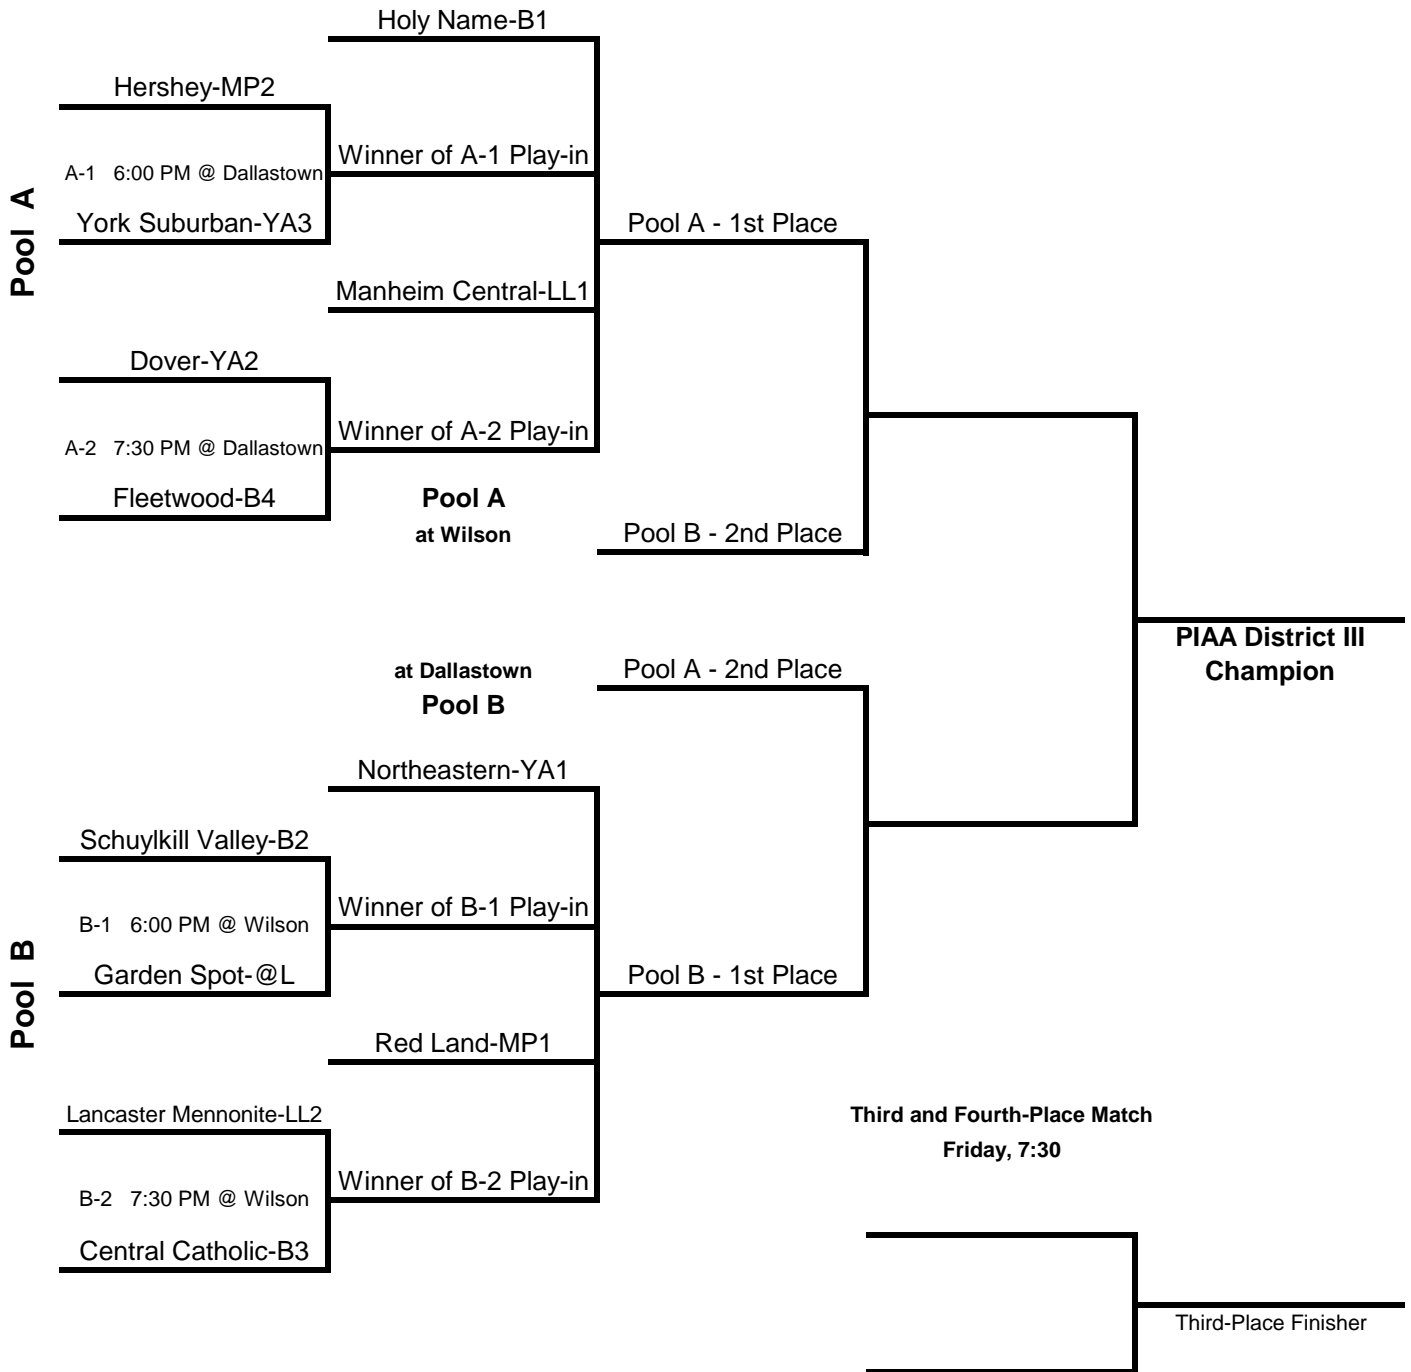 Holy Name-B1
Hershey-MP2
Winner of A-1 Play-in
A-1 6:00 PM @ Dallastown
Pool A
York Suburban-YA3
Pool A - 1st Place
Manheim Central-LL1
Dover-YA2
Winner of A-2 Play-in
A-2 7:30 PM @ Dallastown
Fleetwood-B4
Pool A
at Wilson
Pool B - 2nd Place
PIAA District III
Champion
at Dallastown
Pool A - 2nd Place
Pool B
Northeastern-YA1
Schuylkill Valley-B2
Winner of B-1 Play-in
B-1 6:00 PM @ Wilson
Pool B
Garden Spot-@L
Pool B - 1st Place
Red Land-MP1
Lancaster Mennonite-LL2
Third and Fourth-Place Match
Friday, 7:30
Winner of B-2 Play-in
B-2 7:30 PM @ Wilson
Central Catholic-B3
Third-Place Finisher